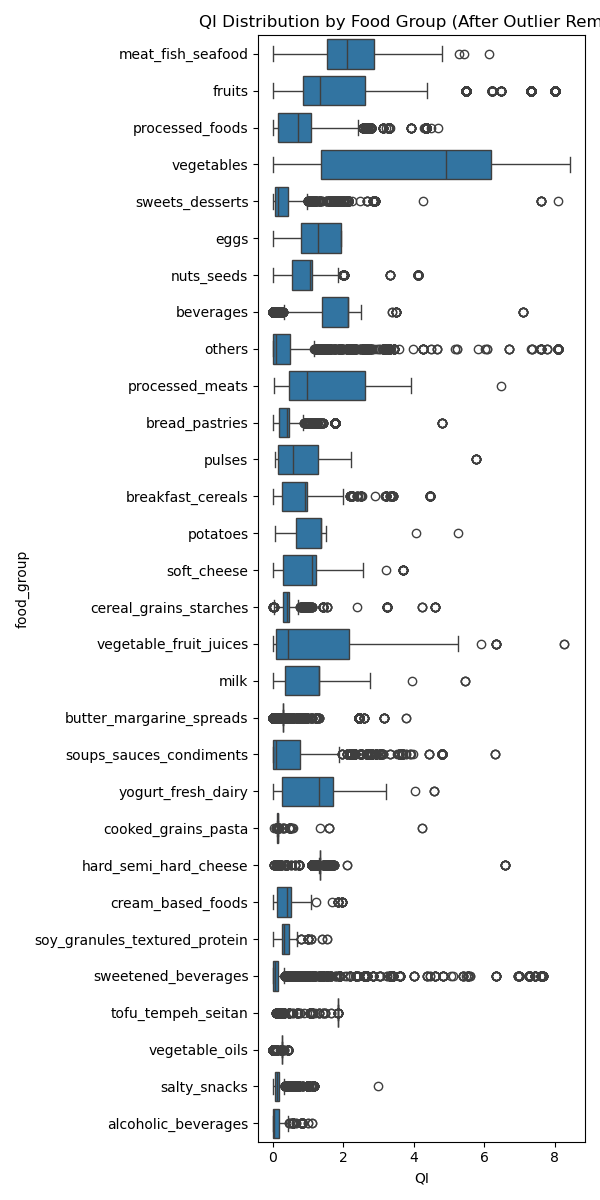 QI Distribution by Food Group (After Outlier Rem
meat_fish_seafood
fruits
processed_foods
vegetables
sweets_desserts
eggs
nuts_seeds
beverages
others
processed_meats
bread_pastries
pulses
breakfast_cereals
potatoes
soft_cheese
cereal_grains_starches
vegetable_fruit_juices
milk
butter_margarine_spreads
soups_sauces_condiments
yogurt_fresh_dairy
cooked_grains_pasta
hard_semi_hard_cheese
cream_based_foods
soy_granules_textured_protein
sweetened_beverages
tofu_tempeh_seitan
vegetable_oils
salty_snacks
alcoholic_beverages
food_group
0 2 4 6 8
QI